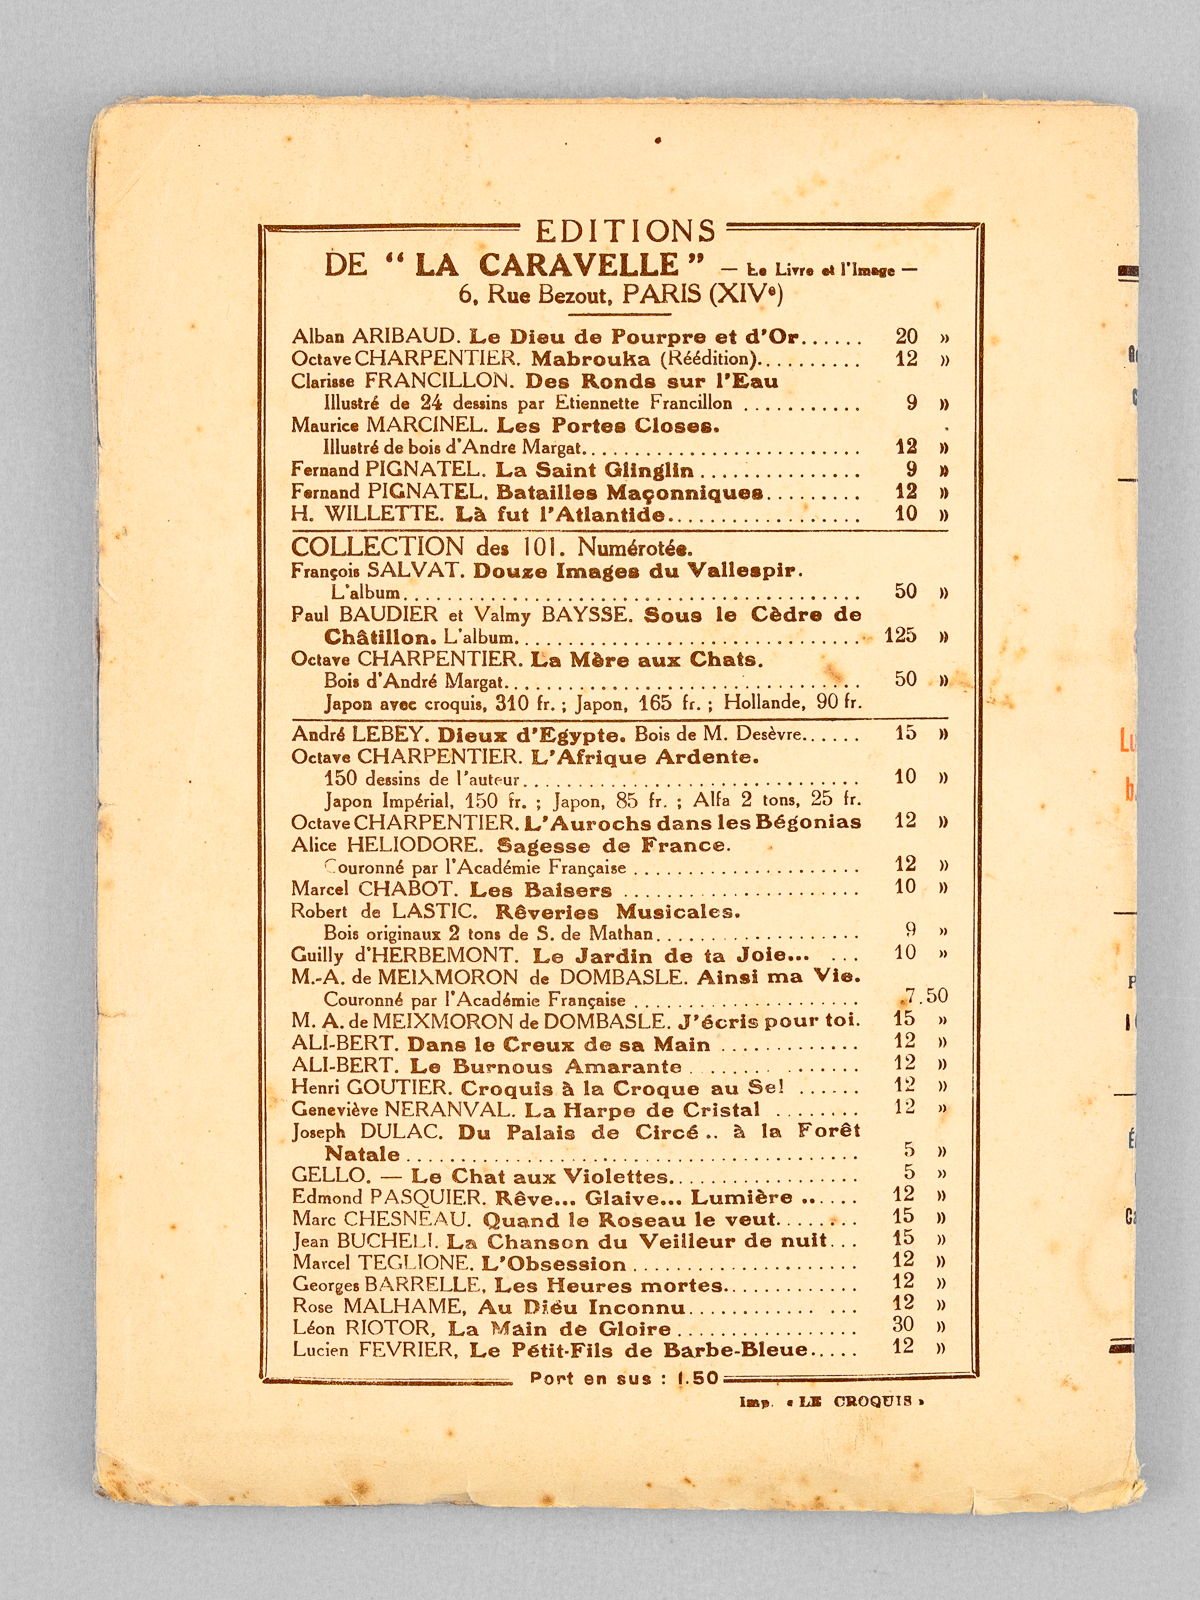 EDITIONS
DE " LA CARAVELLE " — Le Livre et l'Image —
6, Rue Bezout, PARIS (XIVe)
Alban ARIBAUD. Le Dieu de Pourpre et d'Or...... 20 »
Octave CHARPENTIER. Mabrouka (Réédition).......... 12 »
Clarisse FRANCILLON. Des Ronds sur l'Eau
Illustré de 24 dessins par Etiennette Francillon ........... 9 »
Maurice MARCINEL. Les Portes Closes.
Illustré de bois d'Andre Margat.......................... 12 »
Fernand PIGNATEL. La Saint Glinglin............... 9 »
Fernand PIGNATEL. Batailles Maçonniques......... 12 »
H. WILLETTE. Là fut l'Atlantide.................. 10 »
COLLECTION des 101. Numérotée.
François SALVAT. Douze Images du Vallespir.
L'album........................................... 50 »
Paul BAUDIER et Valmy BAYSSE. Sous le Cèdre de
Châtillon. L'album................................ 125 »
Octave CHARPENTIER. La Mère aux Chats.
Bois d'André Margat................................. 50 »
Japon avec croquis, 310 fr. ; Japon, 165 fr. ; Hollande, 90 fr.
André LEBEY. Dieux d'Egypte. Bois de M. Desèvre...... 15 »
Octave CHARPENTIER. L'Afrique Ardente.
150 dessins de l'auteur............................... 10 »
Japon Impérial, 150 fr. ; Japon, 85 fr. ; Alfa 2 tons, 25 fr.
Octave CHARPENTIER. L'Aurochs dans les Bégonias 12 »
Alice HELIODORE. Sagesse de France.
Couronné par l'Académie Française ..................... 12 »
Marcel CHABOT. Les Baisers ...................... 10 »
Robert de LASTIC. Rêveries Musicales.
Bois originaux 2 tons de S. de Mathan................... 9 »
Guilly d'HERBEMONT. Le Jardin de ta Joie... ... 10 »
M.-A. de MEIXMORON de DOMBASLE. Ainsi ma Vie.
Couronné par l'Académie Française ..................... 7.50
M. A. de MEIXMORON de DOMBASLE. J'écris pour toi. 15 »
ALI-BERT. Dans le Creux de sa Main ............. 12 »
ALI-BERT. Le Burnous Amarante ................ 12 »
Henri GOUTIER. Croquis à la Croque au Sel ...... 12 »
Geneviève NERANVAL. La Harpe de Cristal ........ 12 »
Joseph DULAC. Du Palais de Circé.. à la Forêt
Natale.......................................... 5 »
GELLO. — Le Chat aux Violettes.................. 5 »
Edmond PASQUIER. Rêve... Glaive... Lumière ...... 12 »
Marc CHESNEAU. Quand le Roseau le veut........ 15 »
Jean BUCHELI. La Chanson du Veilleur de nuit... 15 »
Marcel TEGLIONE. L'Obsession...................... 12 »
Georges BARRELLE, Les Heures mortes............. 12 »
Rose MALHAME, Au Dieu Inconnu............ ... 12 »
Léon RIOTOR, La Main de Gloire................. 30 »
Lucien FEVRIER, Le Pétit-Fils de Barbe-Bleue..... 12 »
Port en sus : 1.50
Imp. « LE CROQUIS »